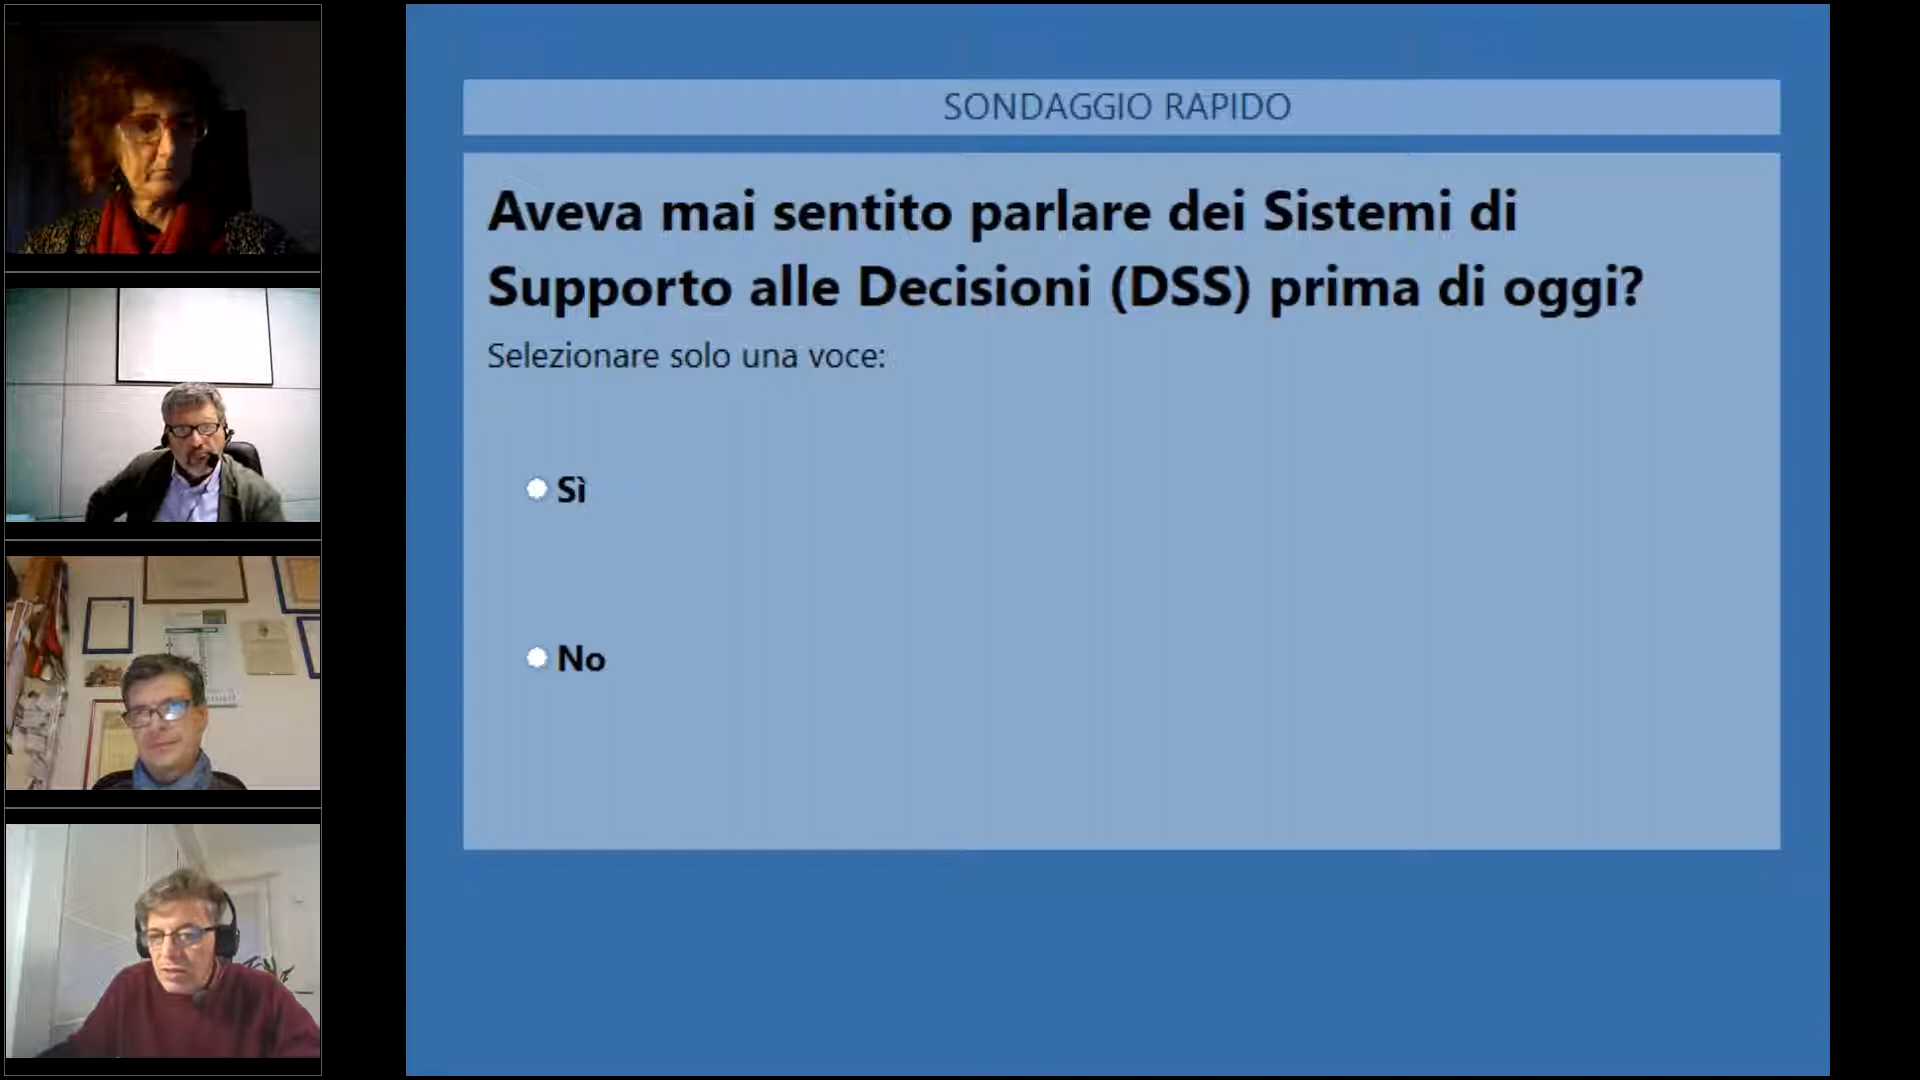 SONDAGGIO RAPIDO
Aveva mai sentito parlare dei Sistemi di
Supporto alle Decisioni (DSS) prima di oggi?
Selezionare solo una voce:
Sì
No